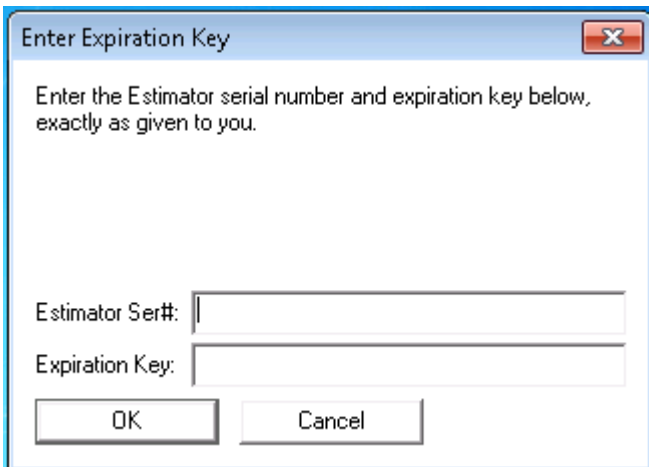 Enter Expiration Key
Enter the Estimator serial number and expiration key below,
exactly as given to you.
Estimator Ser#:
Expiration Key:
OK Cancel